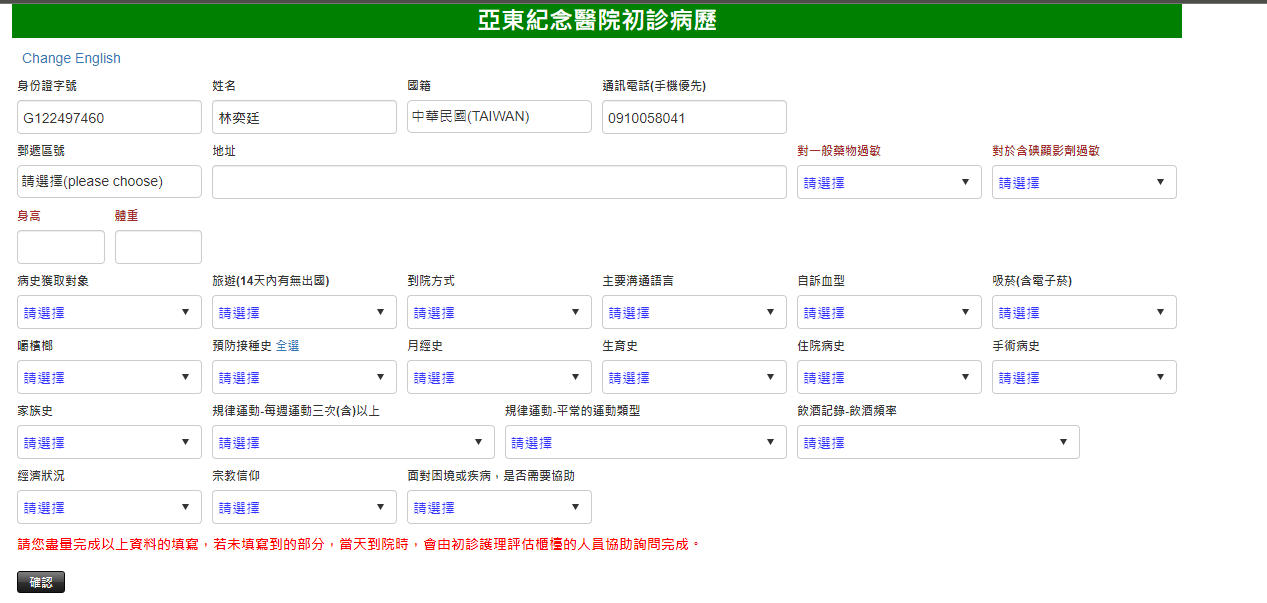 亞東紀念醫院初診病歷
Change English
身份證字號 姓名 國籍 通訊電話(手機優先)
G122497460 林奕廷 中華民國(TAIWAN) 0910058041
郵遞區號 地址 對一般藥物過敏 對於含碘顯影劑過敏
請選擇(please choose) 請選擇 請選擇
身高 體重
病史獲取對象 旅遊(14天內有無出國) 到院方式 主要溝通語言 自訴血型 吸菸(含電子菸)
請選擇 請選擇 請選擇 請選擇 請選擇 請選擇
嚼檳榔 預防接種史 全選 月經史 生育史 住院病史 手術病史
請選擇 請選擇 請選擇 請選擇 請選擇 請選擇
家族史 規律運動-每週運動三次(含)以上 規律運動-平常的運動類型 飲酒記錄-飲酒頻率
請選擇 請選擇 請選擇 請選擇
經濟狀況 宗教信仰 面對困境或疾病，是否需要協助
請選擇 請選擇 請選擇
請您盡量完成以上資料的填寫，若未填寫到的部分，當天到院時，會由初診護理評估櫃檯的人員協助詢問完成。
確認